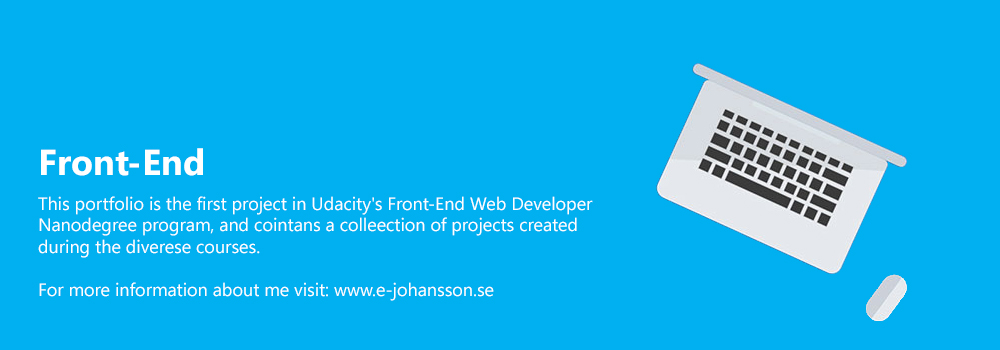 Front-End
This portfolio is the first project in Udacity's Front-End Web Developer
Nanodegree program, and cointans a colleection of projects created
during the diverese courses.
For more information about me visit: www.e-johansson.se